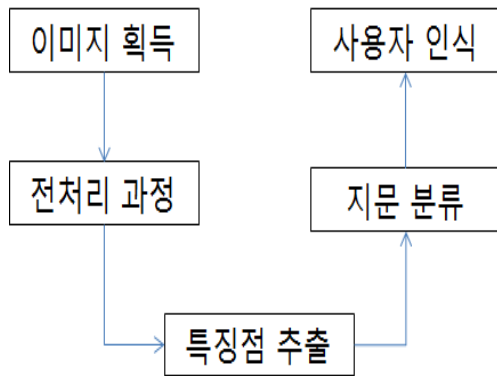 이미지 획득
전처리 과정
특징점 추출
지문 분류
사용자 인식